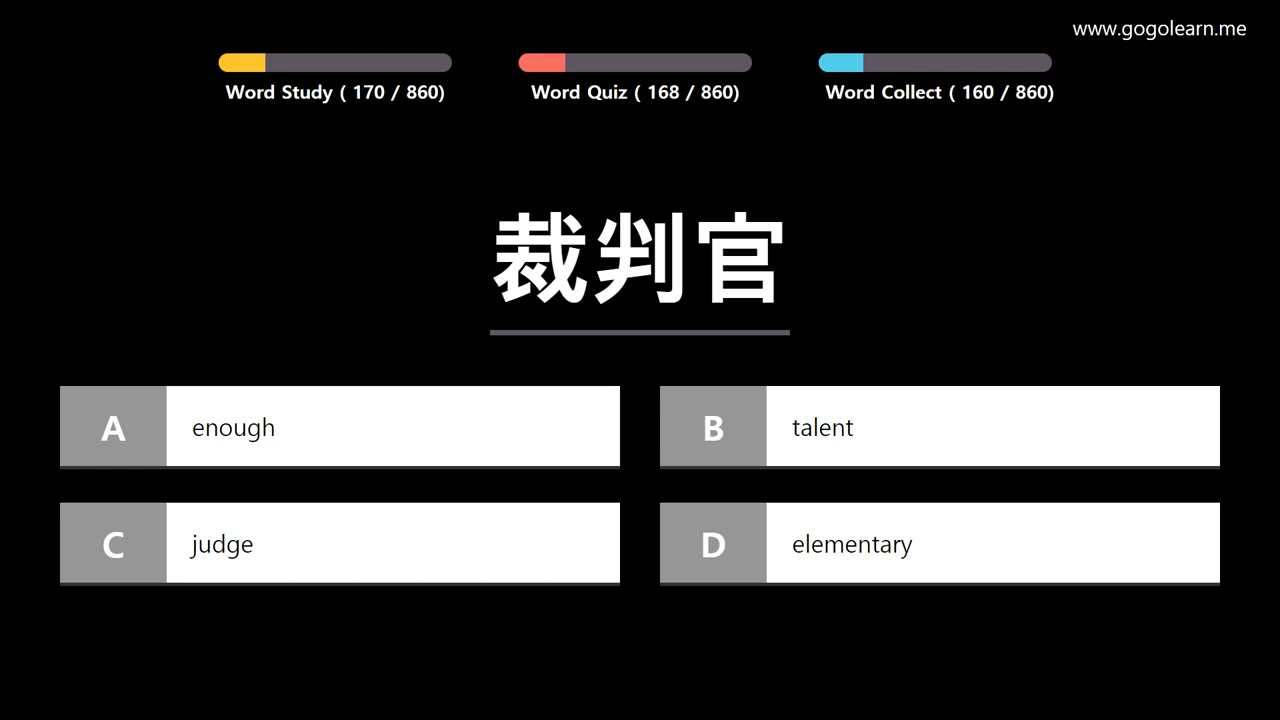 www.gogolearn.me
Word Study ( 170 / 860)
Word Quiz ( 168 / 860)
Word Collect ( 160 / 860)
裁判官
A enough
B talent
C judge
D elementary